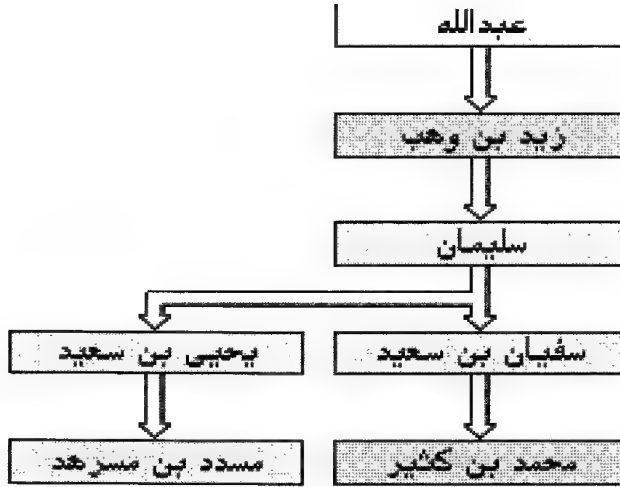 عبدالله
زيد بن وهب
سليمان
سفيان بن سعيد
يحيى بن سعيد
محمد بن كثير
مسدد بن مسرهد